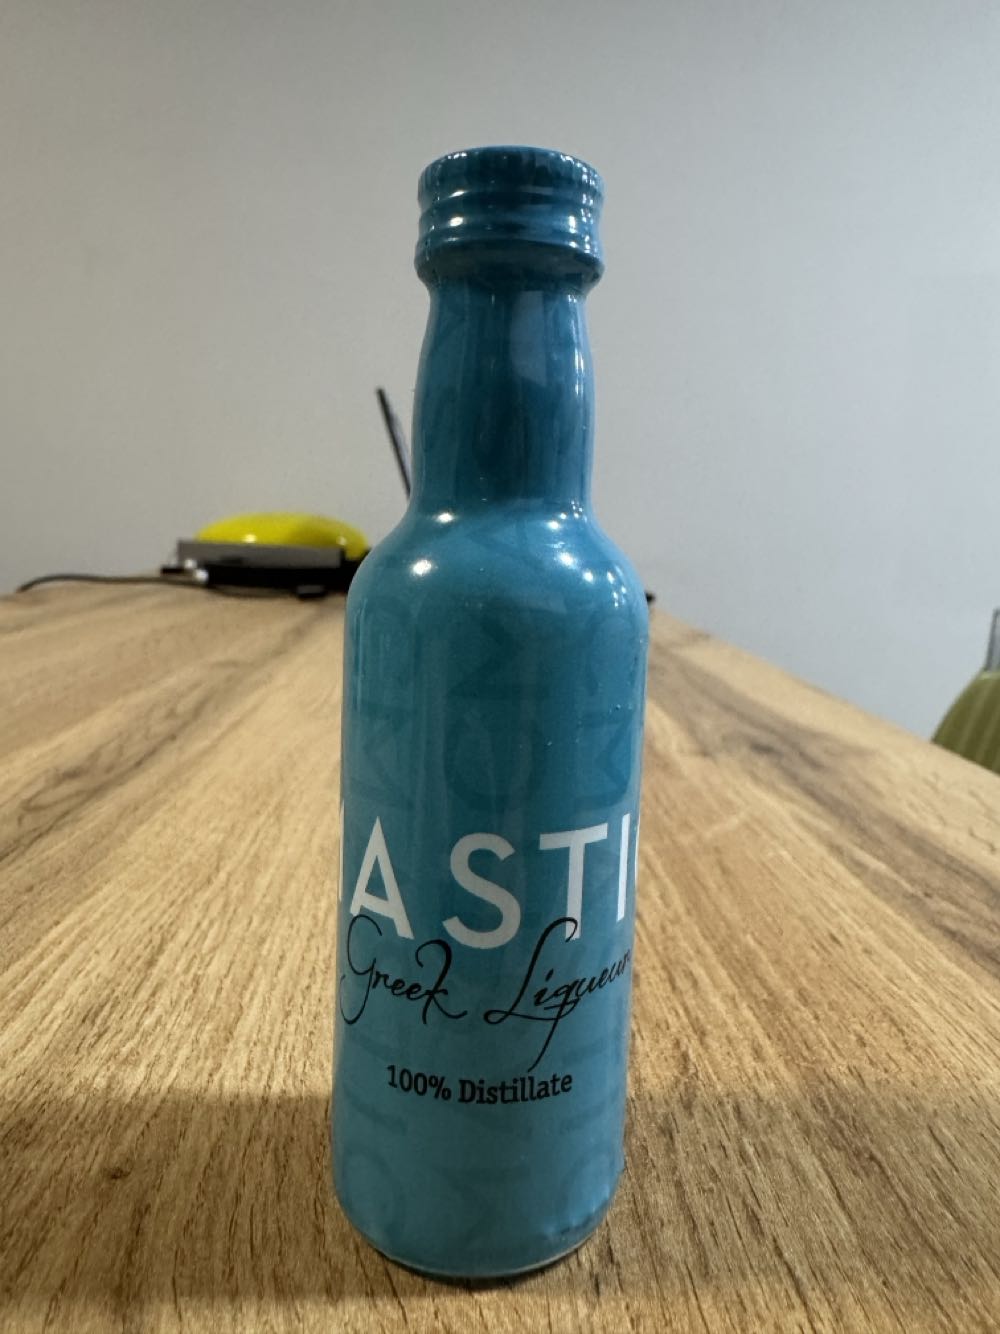 ASTI
Greek Liqueur
100% Distillate